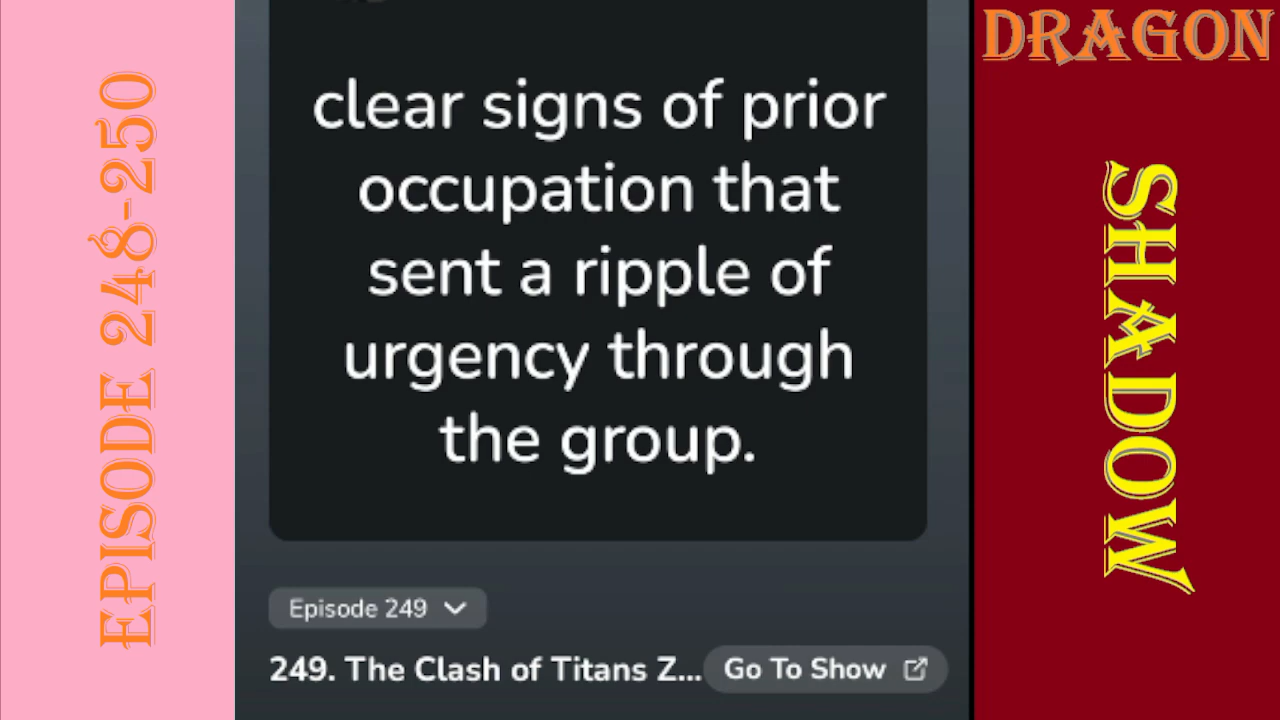 EPISODE 248-250
clear signs of prior
occupation that
sent a ripple of
urgency through
the group.
Episode 249
249. The Clash of Titans Z...
Go To Show
DRAGON
SHADOW